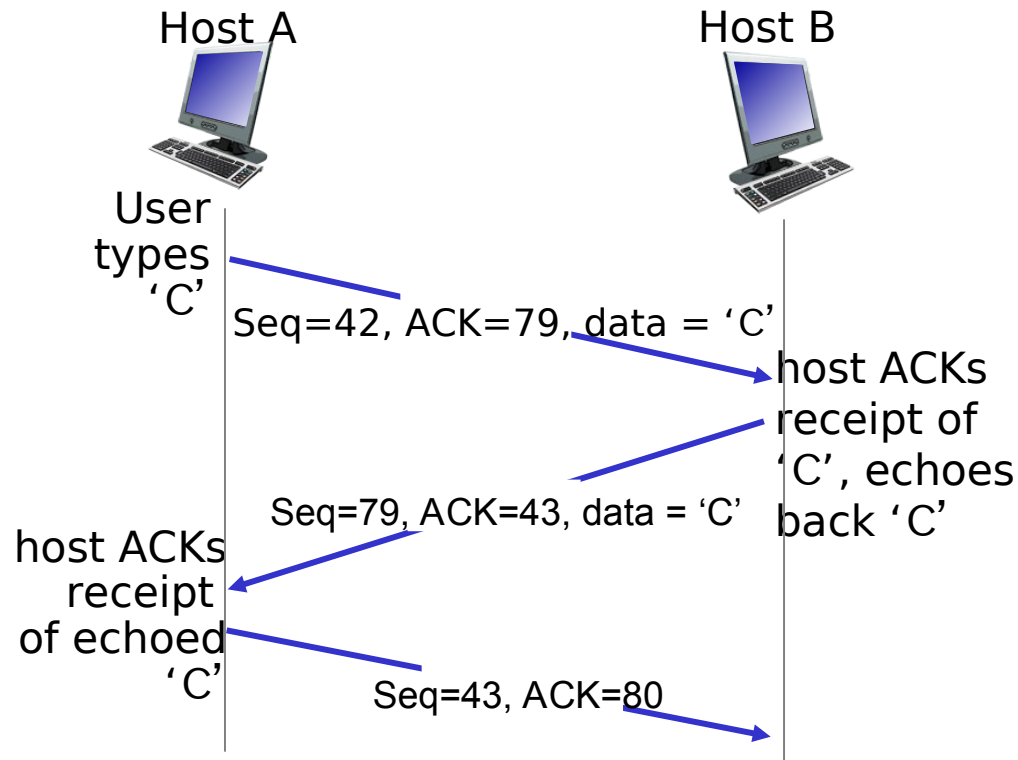 Host A
Host B
User
types
‘C’
Seq=42, ACK=79, data = ‘C’
host ACKs
receipt of
‘C’, echoes
back ‘C’
Seq=79, ACK=43, data = ‘C’
host ACKs
receipt
of echoed
‘C’
Seq=43, ACK=80